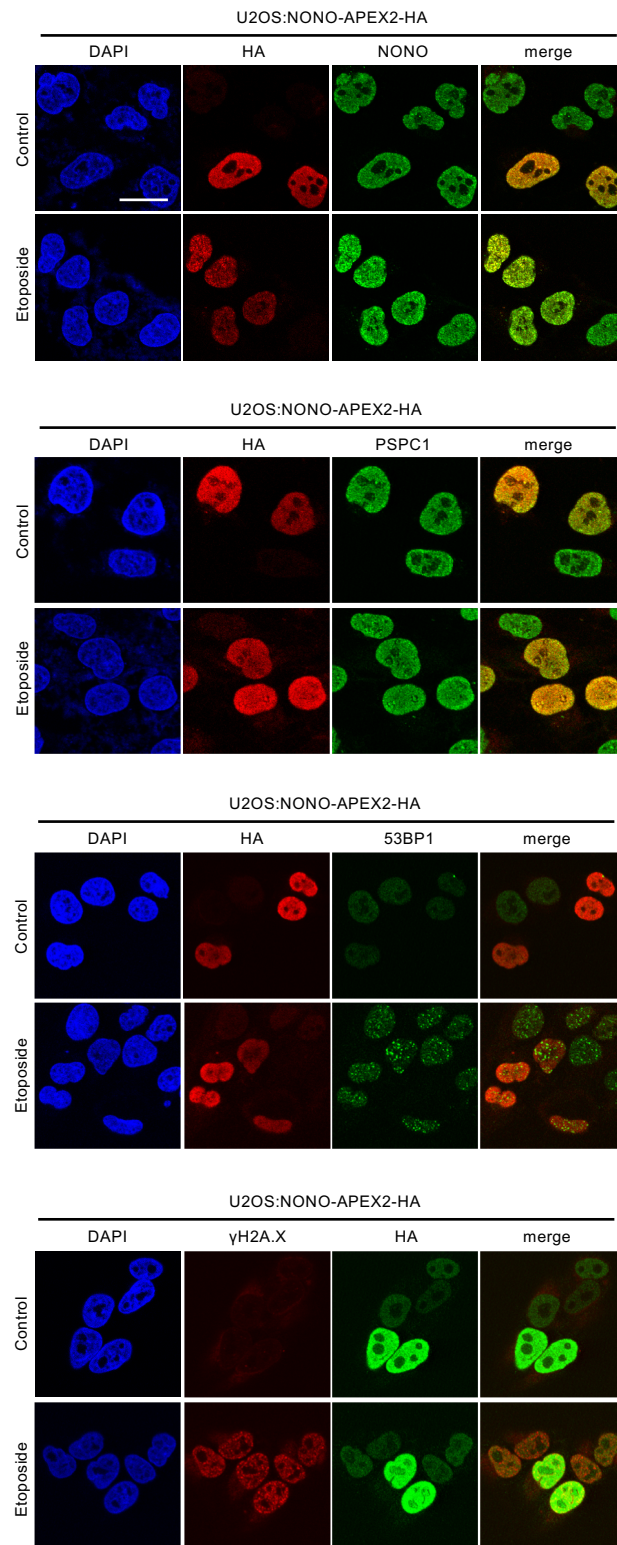 U2OS:NONO-APEX2-HA
DAPI HA NONO merge
Control
Etoposide
U2OS:NONO-APEX2-HA
DAPI HA PSPC1 merge
Control
Etoposide
U2OS:NONO-APEX2-HA
DAPI HA 53BP1 merge
Control
Etoposide
U2OS:NONO-APEX2-HA
DAPI γH2A.X HA merge
Control
Etoposide